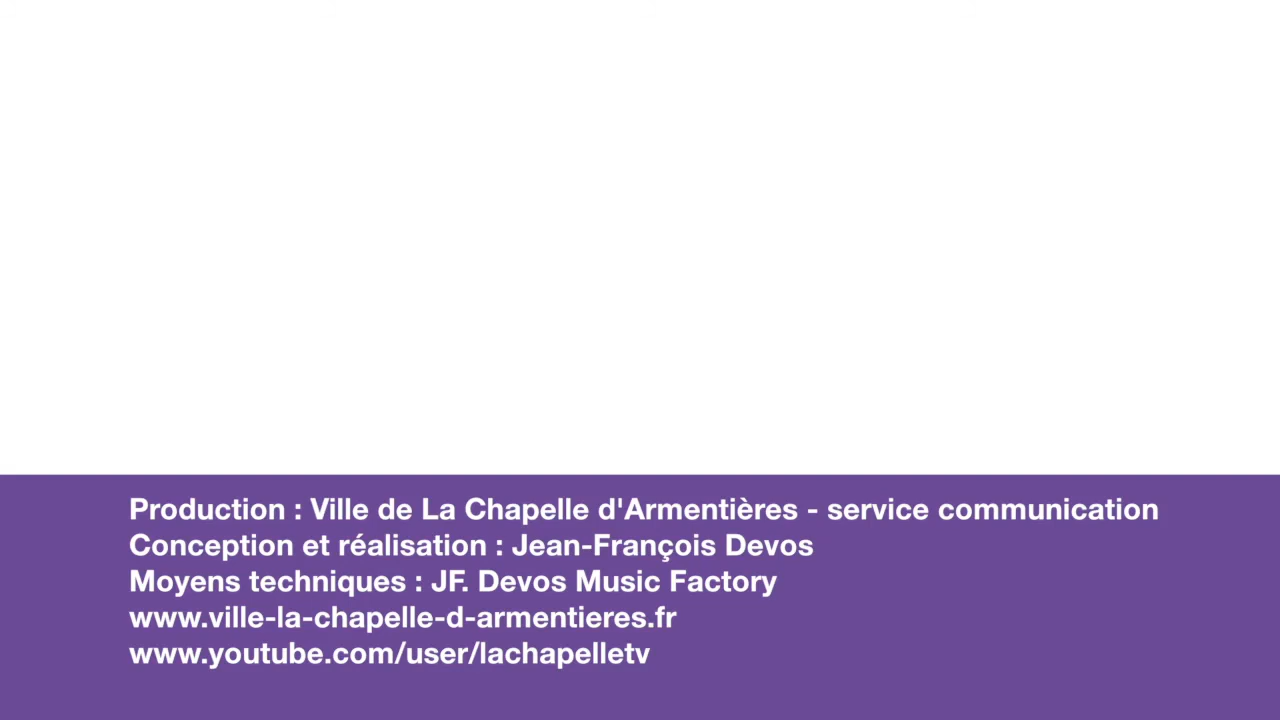 Production : Ville de La Chapelle d'Armentières - service communication
Conception et réalisation : Jean-François Devos
Moyens techniques : JF. Devos Music Factory
www.ville-la-chapelle-d-armentieres.fr
www.youtube.com/user/lachapelletv